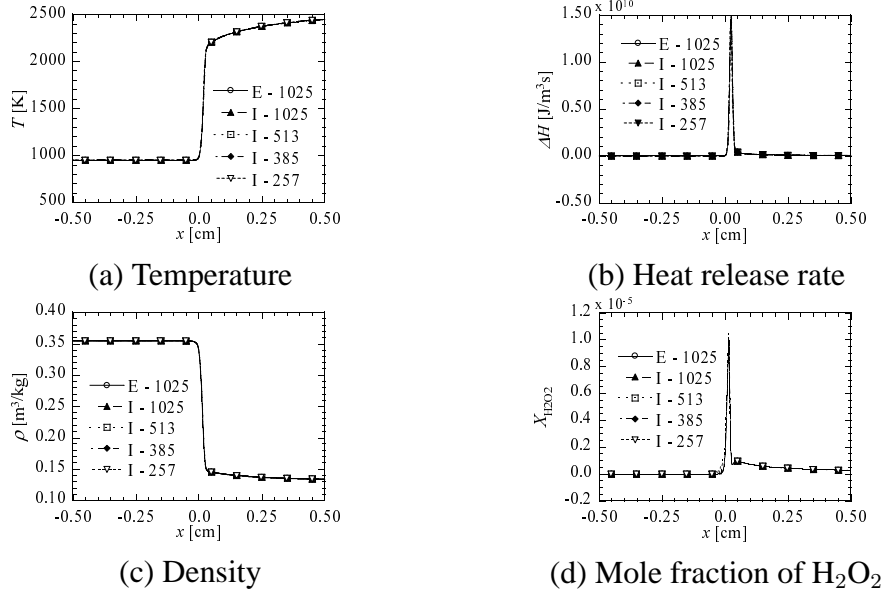 2500
2000
1500
1000
500
T [K]
E - 1025
I - 1025
I - 513
I - 385
I - 257
-0.50 -0.25 0.00 0.25 0.50
x [cm]
(a) Temperature
1.50 x 10^10
1.00
0.50
0.00
-0.50
ΔH [J/m³s]
E - 1025
I - 1025
I - 513
I - 385
I - 257
-0.50 -0.25 0.00 0.25 0.50
x [cm]
(b) Heat release rate
0.40
0.35
0.30
0.25
0.20
0.15
0.10
ρ [m³/kg]
E - 1025
I - 1025
I - 513
I - 385
I - 257
-0.50 -0.25 0.00 0.25 0.50
x [cm]
(c) Density
1.2 x 10^-5
1.0
0.8
0.6
0.4
0.2
0.0
-0.2
X_H2O2
E - 1025
I - 1025
I - 513
I - 385
I - 257
-0.50 -0.25 0.00 0.25 0.50
x [cm]
(d) Mole fraction of H₂O₂